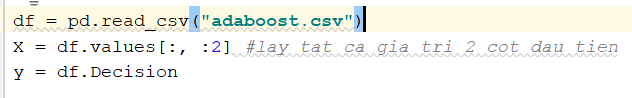 df = pd.read_csv("adaboost.csv")
X = df.values[:, :2] #lay tat ca gia tri 2 cot dau tien
y = df.Decision